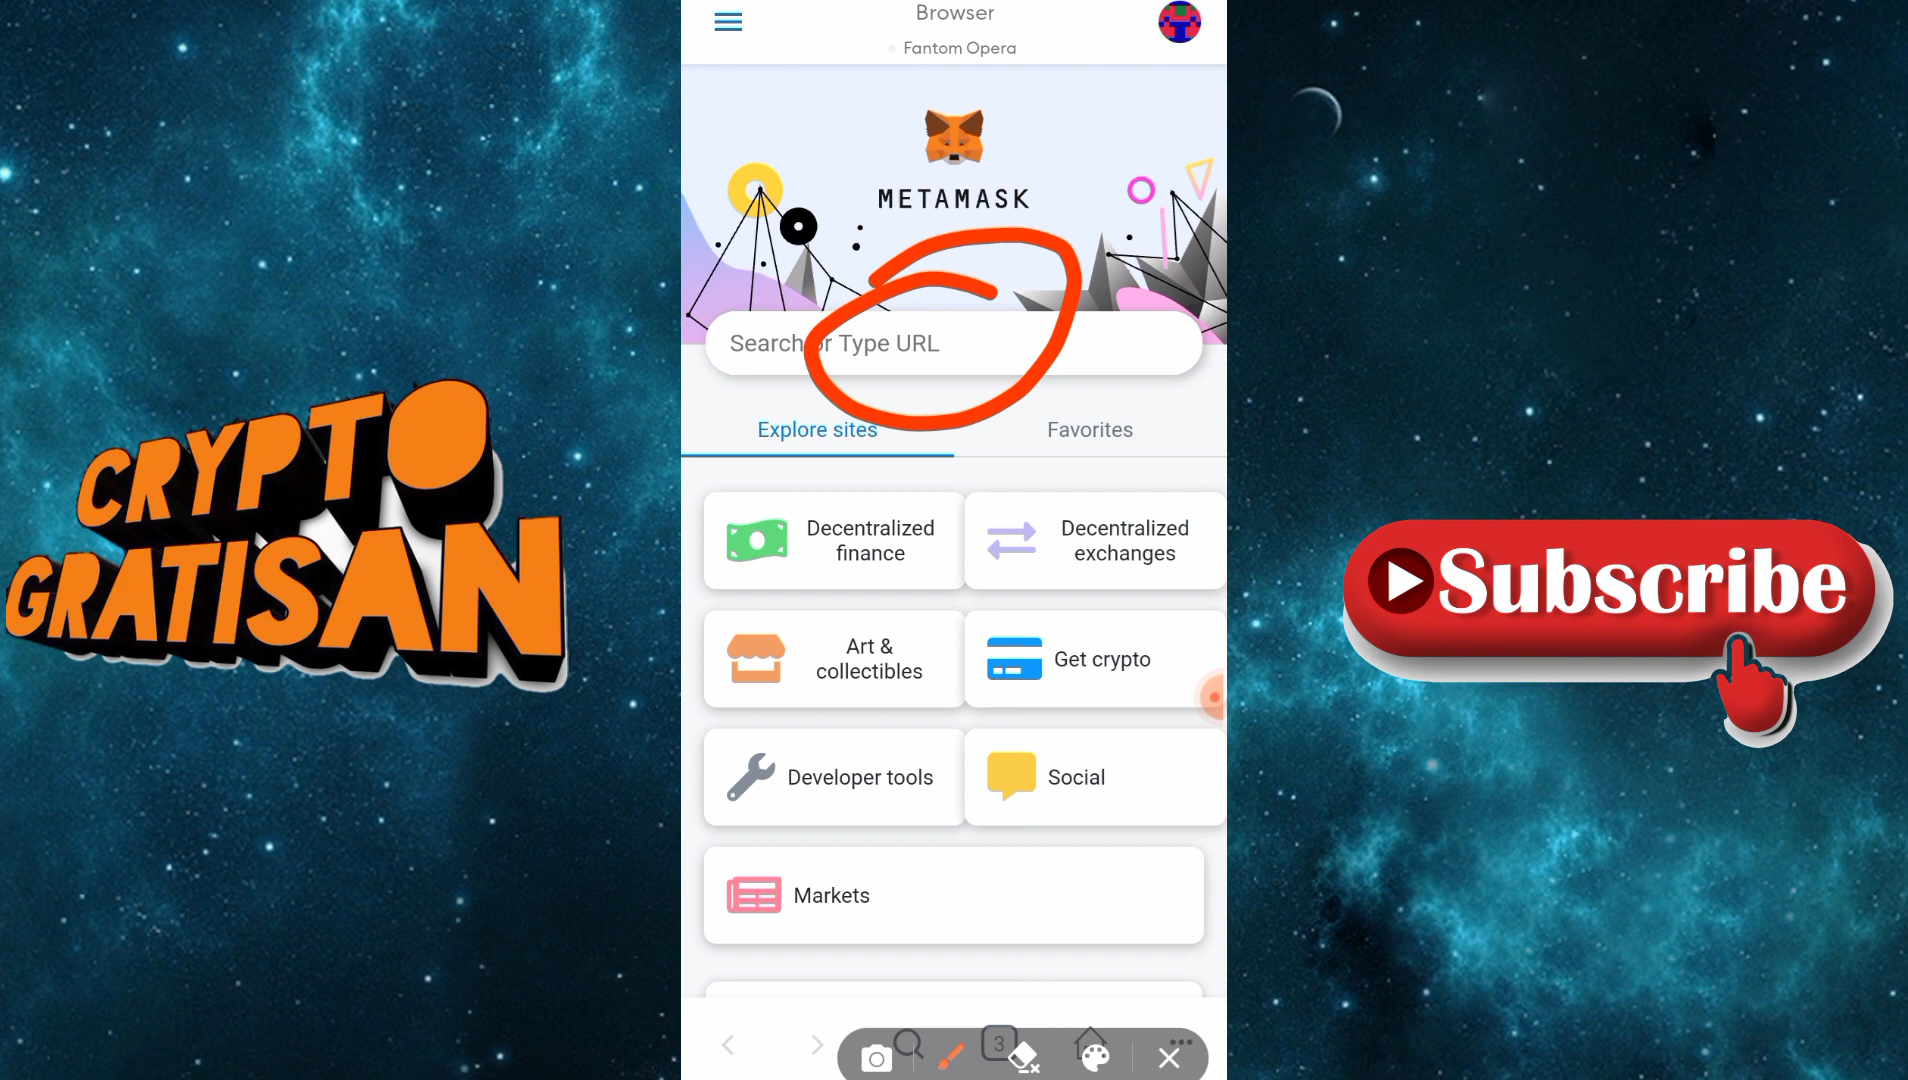 Browser
Fantom Opera
METAMASK
Search or Type URL
Explore sites
Favorites
Decentralized
finance
Decentralized
exchanges
Art &
collectibles
Get crypto
Developer tools
Social
Markets
3
CRYPTO
GRATISAN
Subscribe